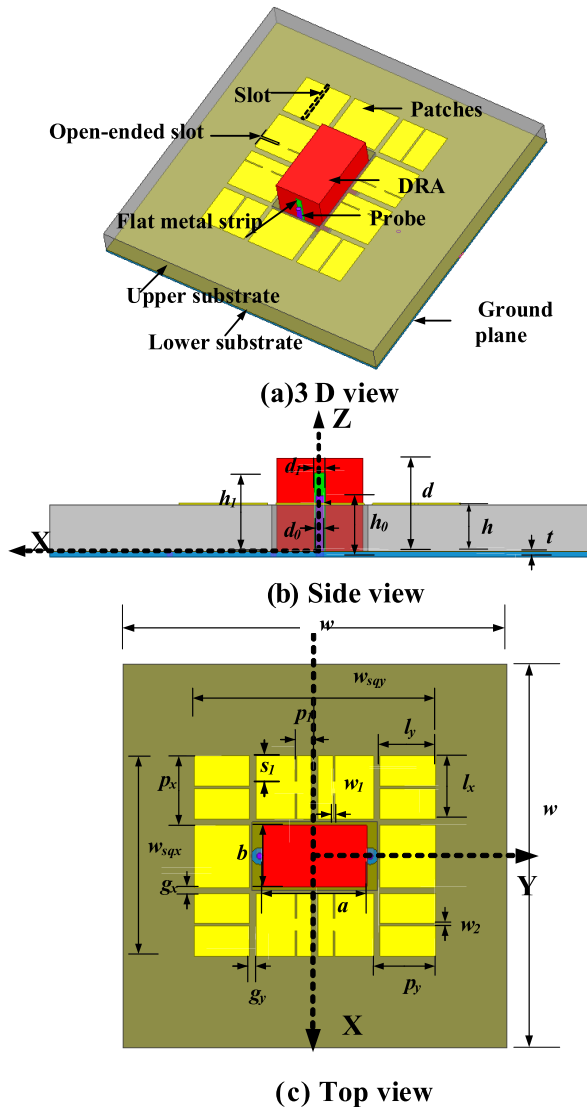 Slot
Patches
Open-ended slot
DRA
Flat metal strip
Probe
Upper substrate
Lower substrate
Ground
plane
(a)3 D view
Z
d1
h1
d
h0
d0
h
t
X
(b) Side view
w
wsqy
p1
ly
s1
px
w1
lx
w
wsqx
b
gx
a
Y
w2
gy
py
X
(c) Top view